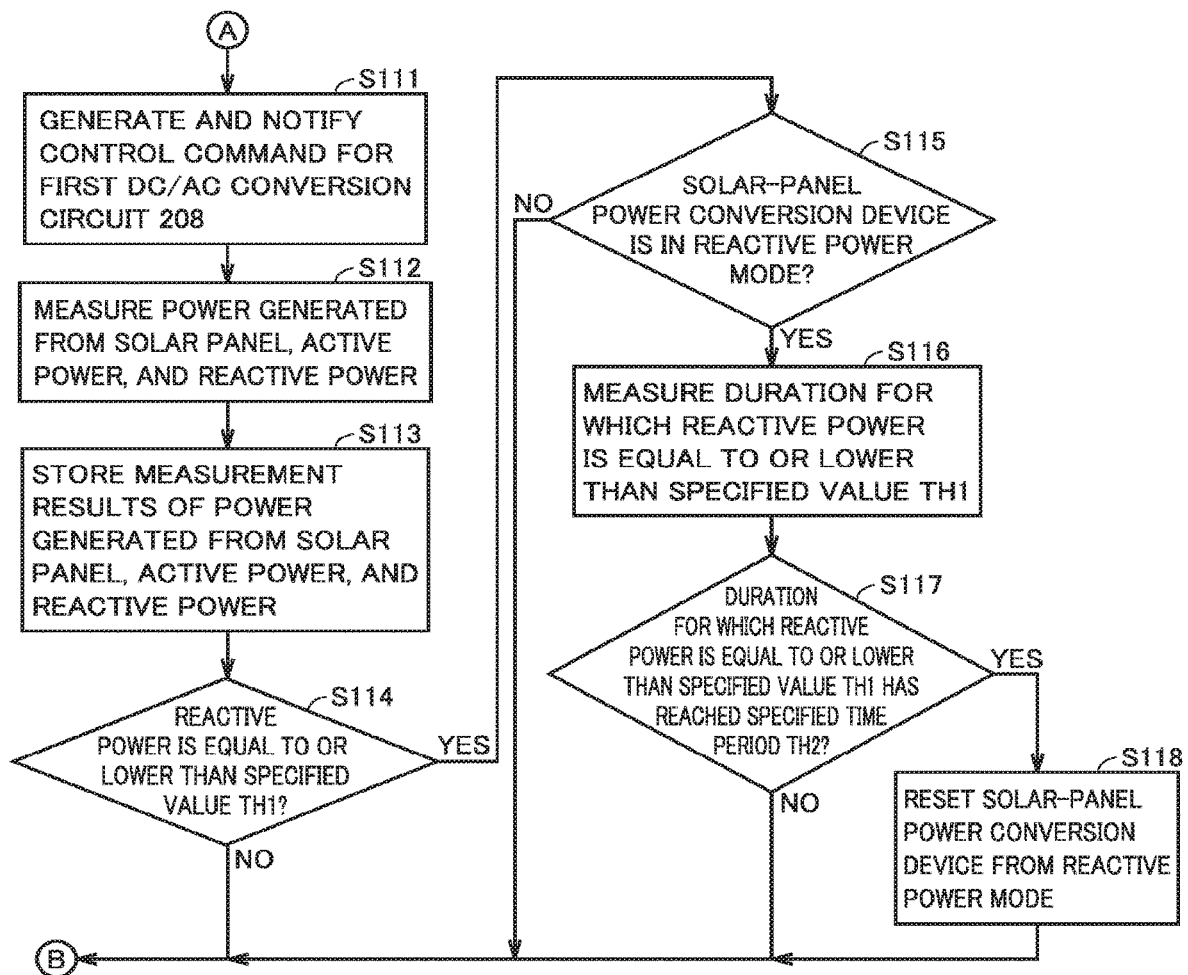 A
S111
GENERATE AND NOTIFY
CONTROL COMMAND FOR
FIRST DC/AC CONVERSION
CIRCUIT 208
S112
MEASURE POWER GENERATED
FROM SOLAR PANEL, ACTIVE
POWER, AND REACTIVE POWER
S113
STORE MEASUREMENT
RESULTS OF POWER
GENERATED FROM SOLAR
PANEL, ACTIVE POWER, AND
REACTIVE POWER
S114
REACTIVE
POWER IS EQUAL TO OR
LOWER THAN SPECIFIED
VALUE TH1?
YES
NO
S115
SOLAR-PANEL
POWER CONVERSION DEVICE
IS IN REACTIVE POWER
MODE?
NO
YES
S116
MEASURE DURATION FOR
WHICH REACTIVE POWER
IS EQUAL TO OR LOWER
THAN SPECIFIED VALUE TH1
S117
DURATION
FOR WHICH REACTIVE
POWER IS EQUAL TO OR LOWER
THAN SPECIFIED VALUE TH1 HAS
REACHED SPECIFIED TIME
PERIOD TH2?
YES
NO
S118
RESET SOLAR-PANEL
POWER CONVERSION
DEVICE FROM REACTIVE
POWER MODE
B